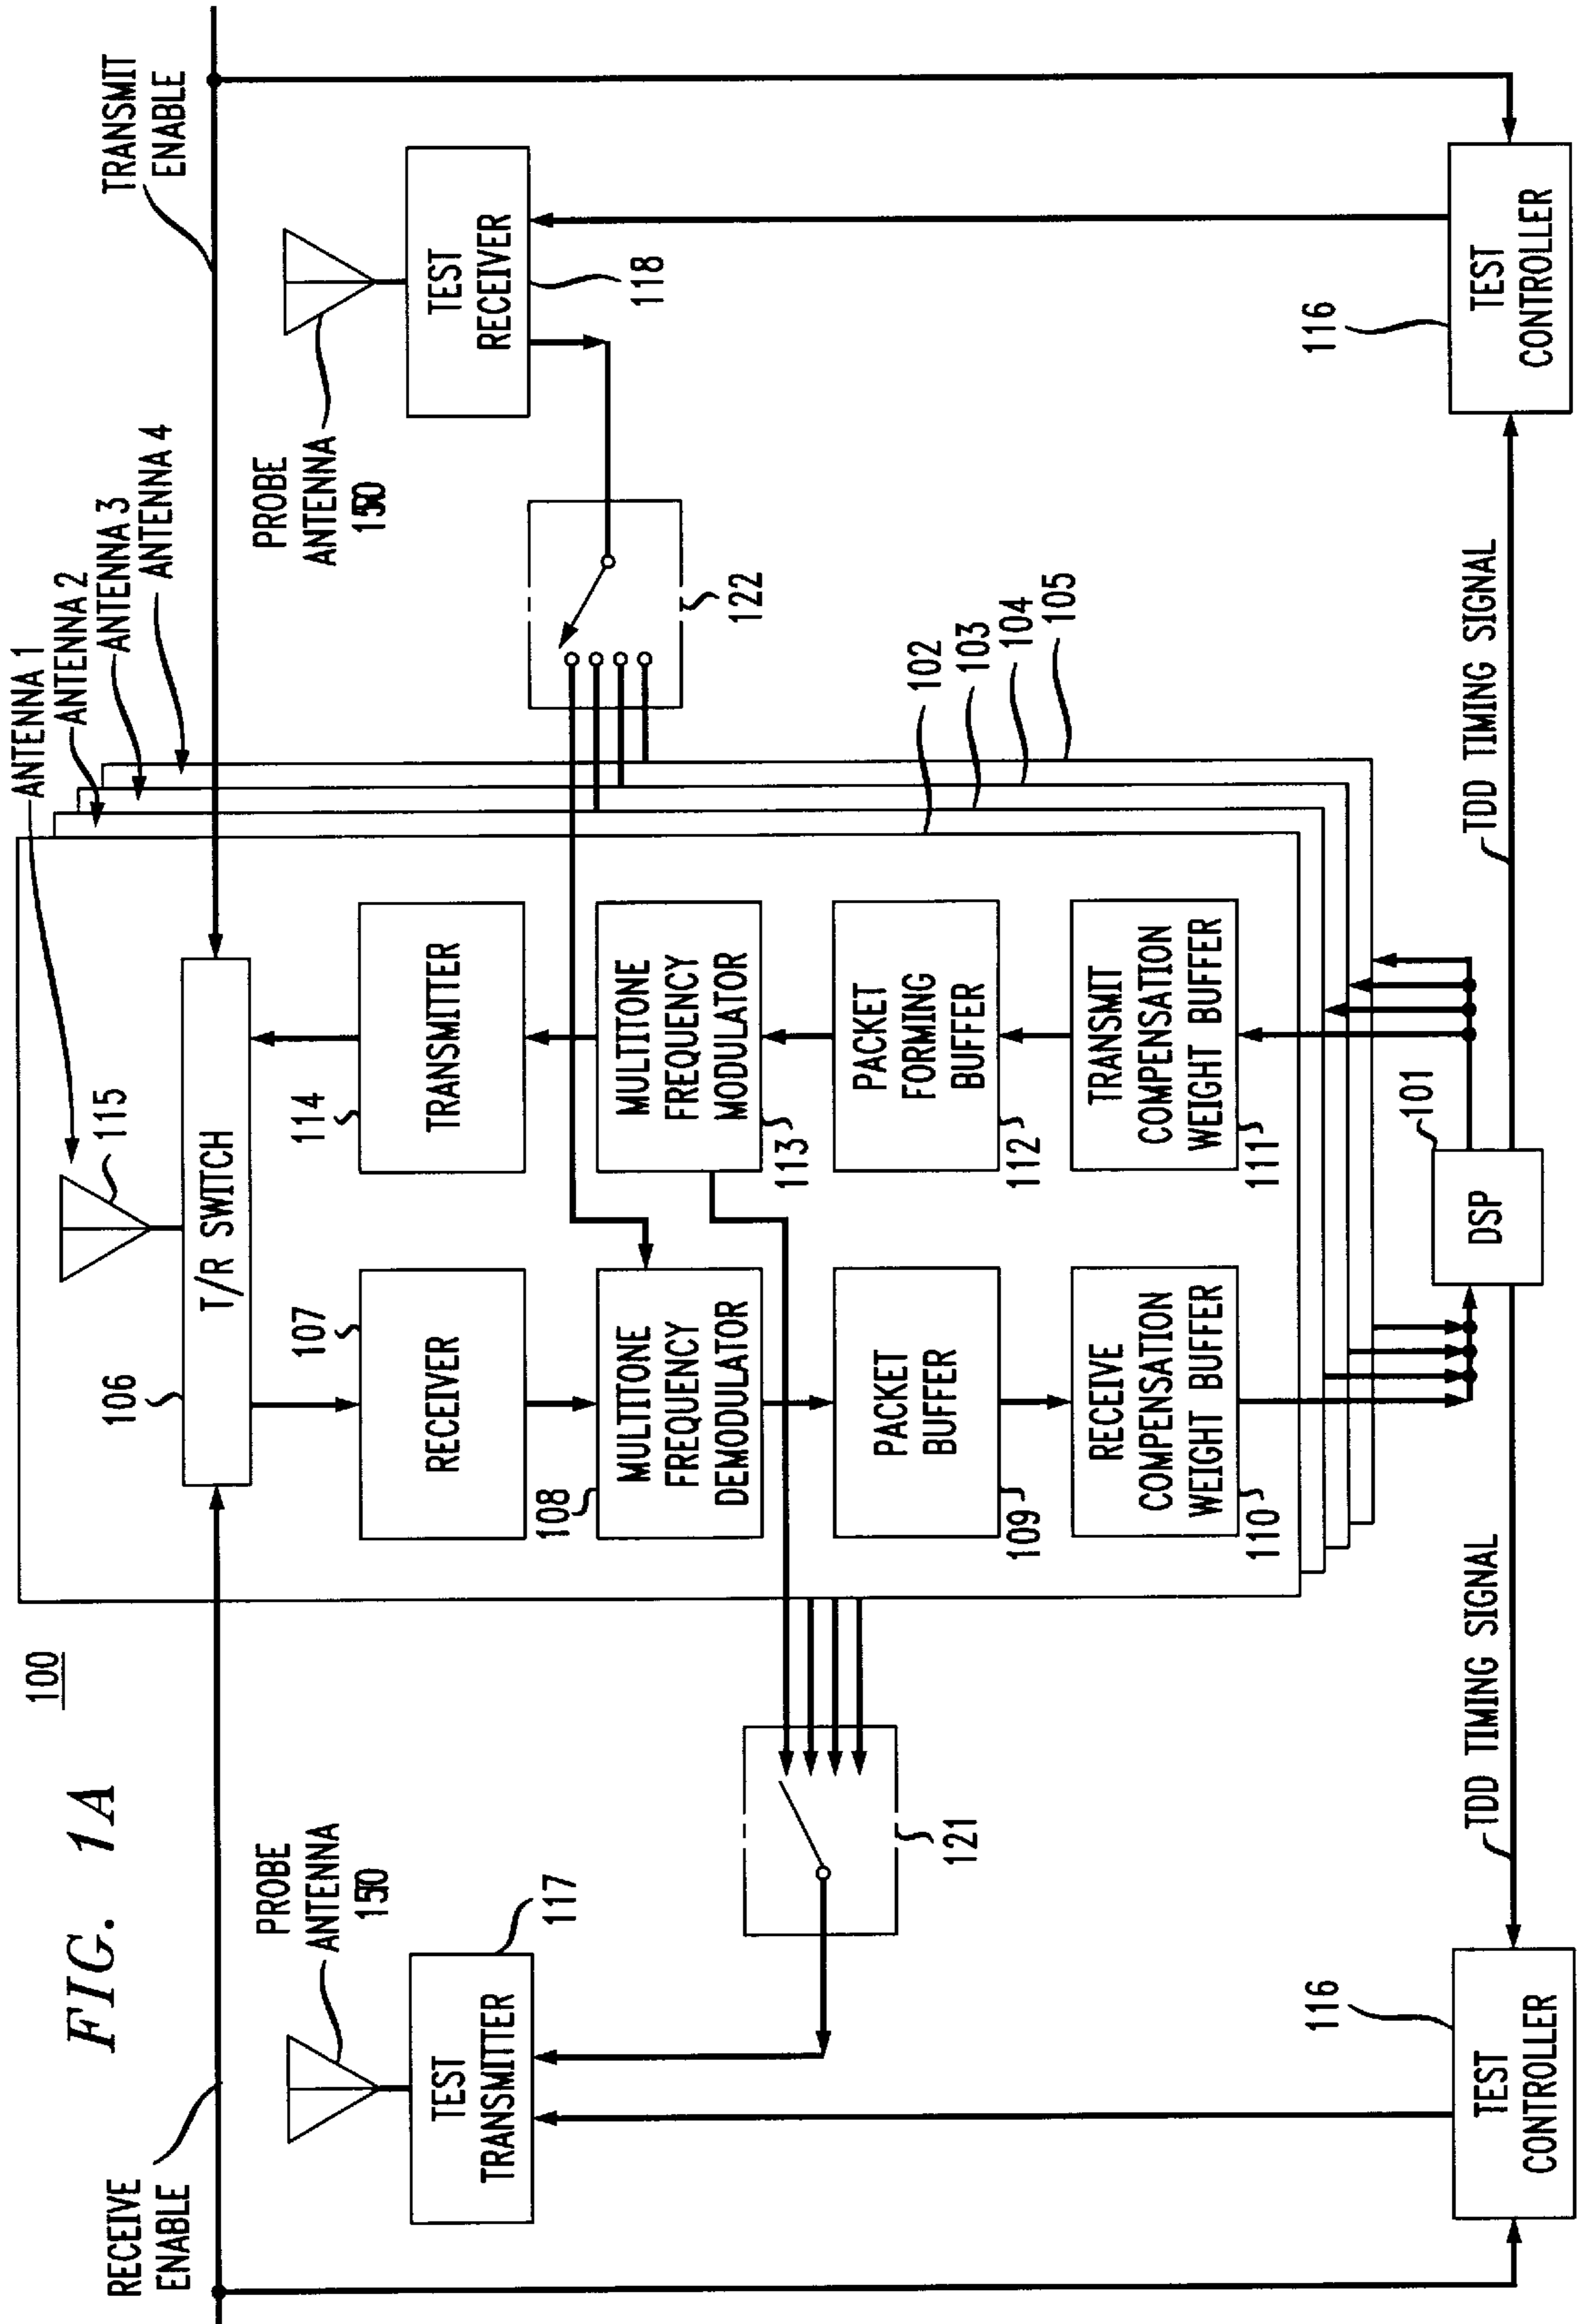 FIG. 1A
100
RECEIVE
ENABLE
TRANSMIT
ENABLE
ANTENNA 1
ANTENNA 2
ANTENNA 3
ANTENNA 4
PROBE
ANTENNA
TEST
TRANSMITTER
117
121
TEST
CONTROLLER
116
TDD TIMING SIGNAL
115
T/R SWITCH
106
RECEIVER
107
MULTITONE
FREQUENCY
DEMODULATOR
108
PACKET
BUFFER
109
RECEIVE
COMPENSATION
WEIGHT BUFFER
110
TRANSMITTER
114
MULTITONE
FREQUENCY
MODULATOR
113
PACKET
FORMING
BUFFER
112
TRANSMIT
COMPENSATION
WEIGHT BUFFER
111
DSP
101
102
103
104
105
122
PROBE
ANTENNA
TEST
RECEIVER
118
TEST
CONTROLLER
116
TDD TIMING SIGNAL